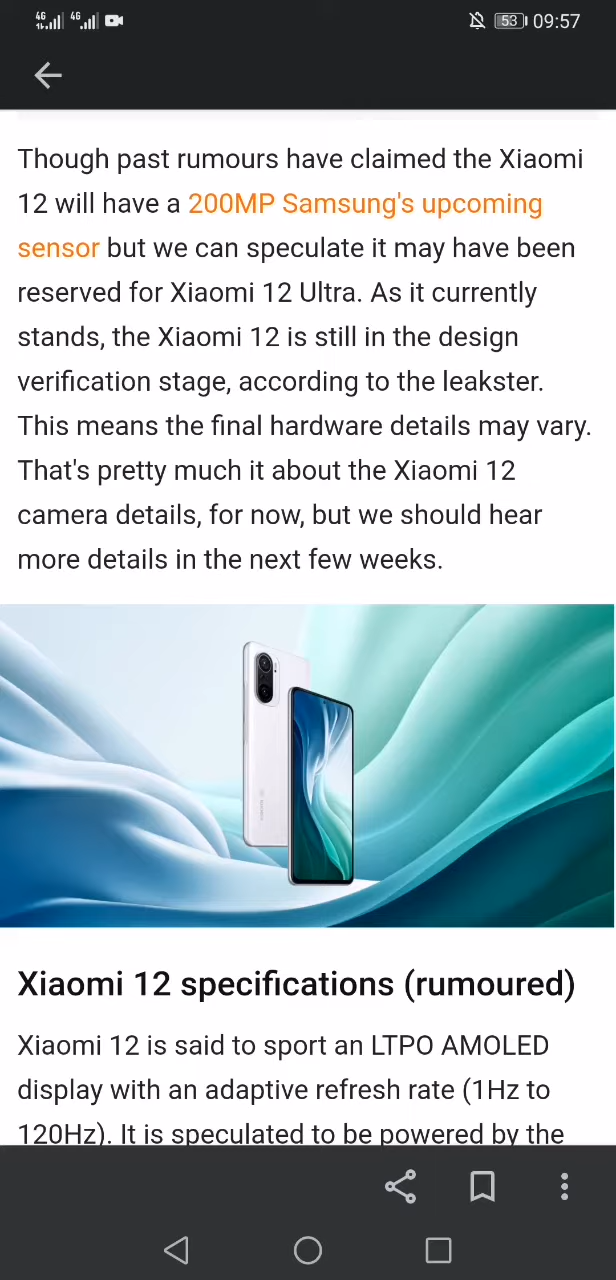 4G 4G 53 09:57
Though past rumours have claimed the Xiaomi
12 will have a 200MP Samsung's upcoming
sensor but we can speculate it may have been
reserved for Xiaomi 12 Ultra. As it currently
stands, the Xiaomi 12 is still in the design
verification stage, according to the leakster.
This means the final hardware details may vary.
That's pretty much it about the Xiaomi 12
camera details, for now, but we should hear
more details in the next few weeks.
Xiaomi 12 specifications (rumoured)
Xiaomi 12 is said to sport an LTPO AMOLED
display with an adaptive refresh rate (1Hz to
120Hz). It is speculated to be powered by the